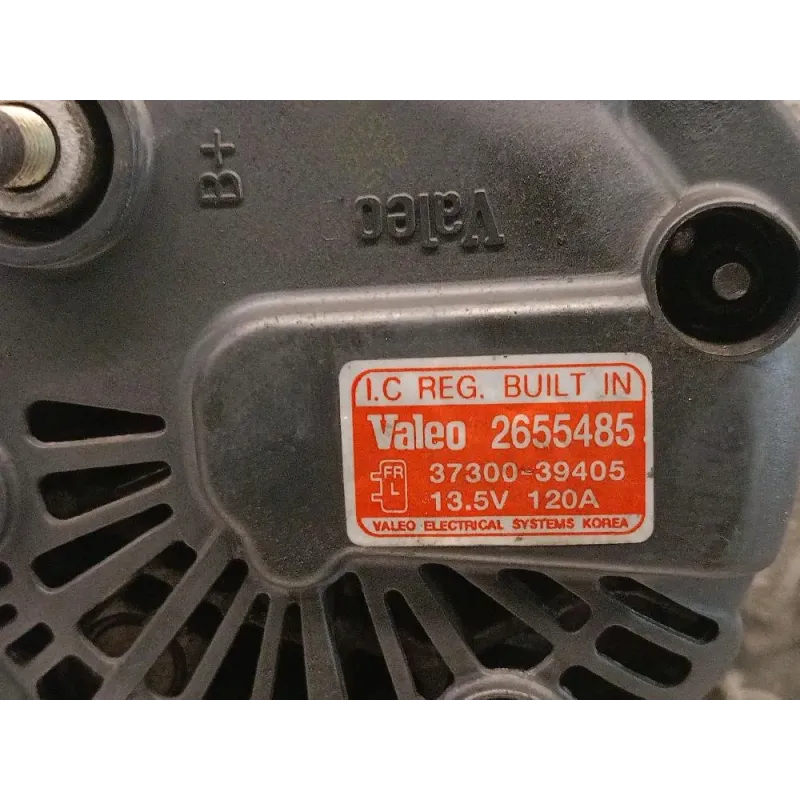 B+
Valeo
I.C REG. BUILT IN
Valeo 2655485
FR 37300-39405
L 13.5V 120A
VALEO ELECTRICAL SYSTEMS KOREA